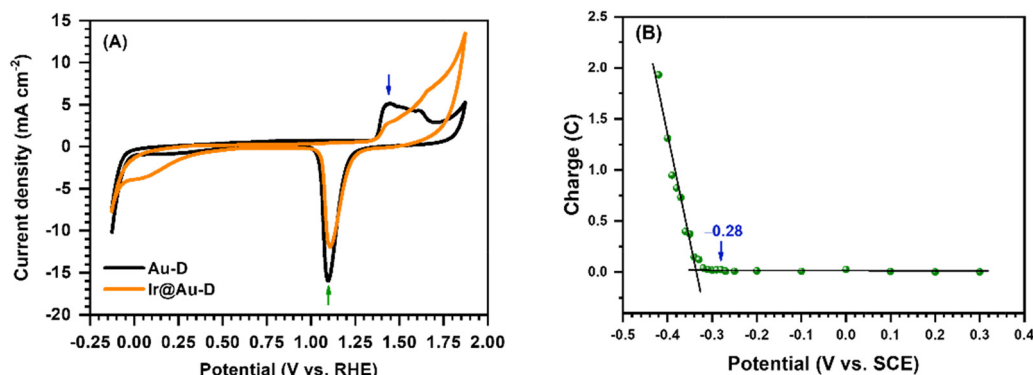 (A)
Current density (mA cm⁻²)
15
10
5
0
-5
-10
-15
-20
Au-D
Ir@Au-D
-0.25 0.00 0.25 0.50 0.75 1.00 1.25 1.50 1.75 2.00
Potential (V vs. RHE)
(B)
Charge (C)
2.5
2.0
1.5
1.0
0.5
0.0
−0.28
-0.5 -0.4 -0.3 -0.2 -0.1 0.0 0.1 0.2 0.3 0.4
Potential (V vs. SCE)